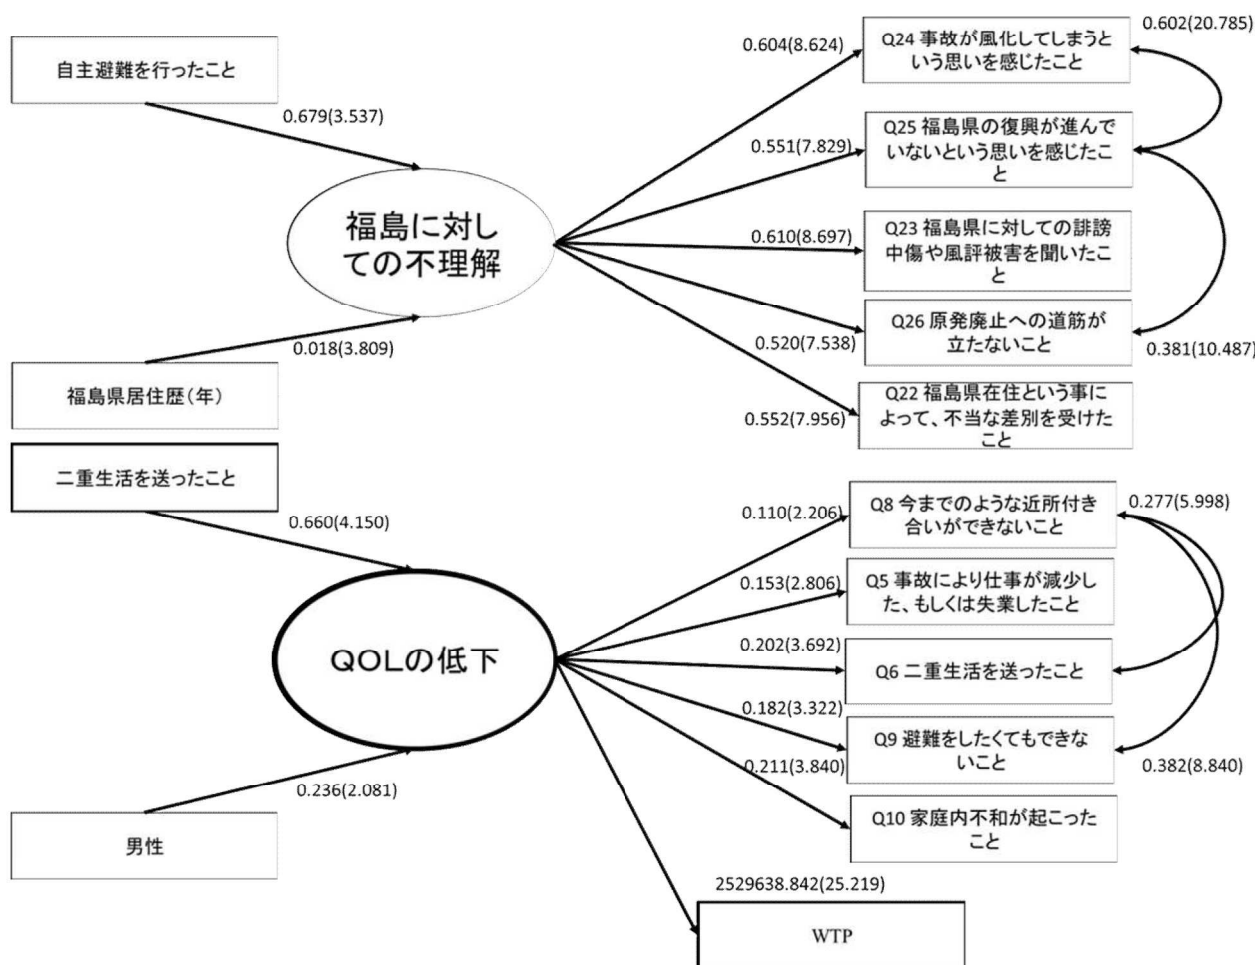 0.602(20.785)
0.604(8.624)
Q24 事故が風化してしまうと
いう思いを感じたこと
自主避難を行ったこと
0.679(3.537)
0.551(7.829)
Q25 福島県の復興が進んで
いないという思いを感じたこ
と
福島に対し
ての不理解
0.610(8.697)
Q23 福島県に対しての誹謗
中傷や風評被害を聞いたこ
と
0.018(3.809)
0.520(7.538)
Q26 原発廃止への道筋が
立たないこと
0.381(10.487)
福島県居住歴(年)
0.552(7.956)
Q22 福島県在住という事に
よって、不当な差別を受けた
こと
二重生活を送ったこと
0.660(4.150)
0.110(2.206)
Q8 今までのような近所付き
合いができないこと
0.277(5.998)
0.153(2.806)
Q5 事故により仕事が減少し
た、もしくは失業したこと
QOLの低下
0.202(3.692)
Q6 二重生活を送ったこと
0.182(3.322)
Q9 避難をしたくてもできな
いこと
0.382(8.840)
0.236(2.081)
0.211(3.840)
Q10 家庭内不和が起こった
こと
男性
2529638.842(25.219)
WTP